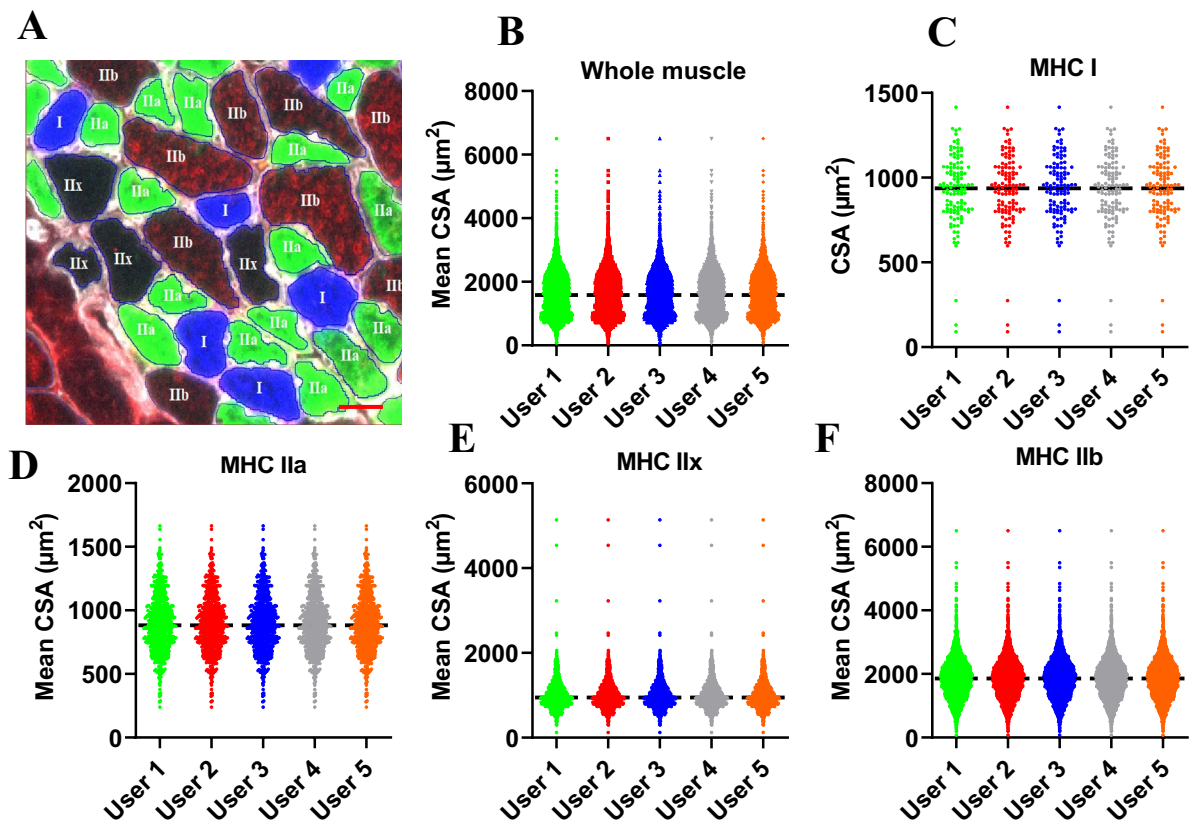 A
IIb
IIa
IIa
IIb
IIb
IIa
IIb
I
IIa
IIb
IIa
IIx
IIa
I
IIb
IIa
IIx
IIx
IIb
IIx
IIa
IIb
IIa
I
IIa
I
IIa
IIa
IIa
IIa
IIb
I
IIa
B
Whole muscle
Mean CSA (µm²)
8000
6000
4000
2000
0
User 1
User 2
User 3
User 4
User 5
C
MHC I
CSA (µm²)
1500
1000
500
0
User 1
User 2
User 3
User 4
User 5
D
MHC IIa
Mean CSA (µm²)
2000
1500
1000
500
0
User 1
User 2
User 3
User 4
User 5
E
MHC IIx
Mean CSA (µm²)
6000
4000
2000
0
User 1
User 2
User 3
User 4
User 5
F
MHC IIb
Mean CSA (µm²)
8000
6000
4000
2000
0
User 1
User 2
User 3
User 4
User 5